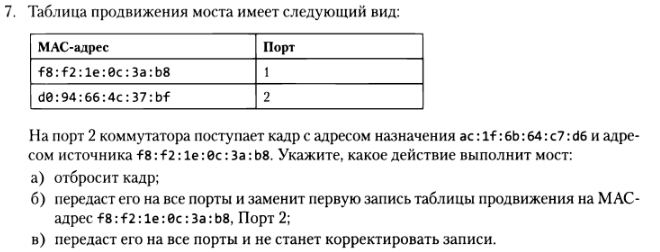 7. Таблица продвижения моста имеет следующий вид:
MAC-адрес Порт
f8:f2:1e:0c:3a:b8 1
d0:94:66:4c:37:bf 2
На порт 2 коммутатора поступает кадр с адресом назначения ac:1f:6b:64:c7:d6 и адре-
сом источника f8:f2:1e:0c:3a:b8. Укажите, какое действие выполнит мост:
а) отбросит кадр;
б) передаст его на все порты и заменит первую запись таблицы продвижения на MAC-
адрес f8:f2:1e:0c:3a:b8, Порт 2;
в) передаст его на все порты и не станет корректировать записи.